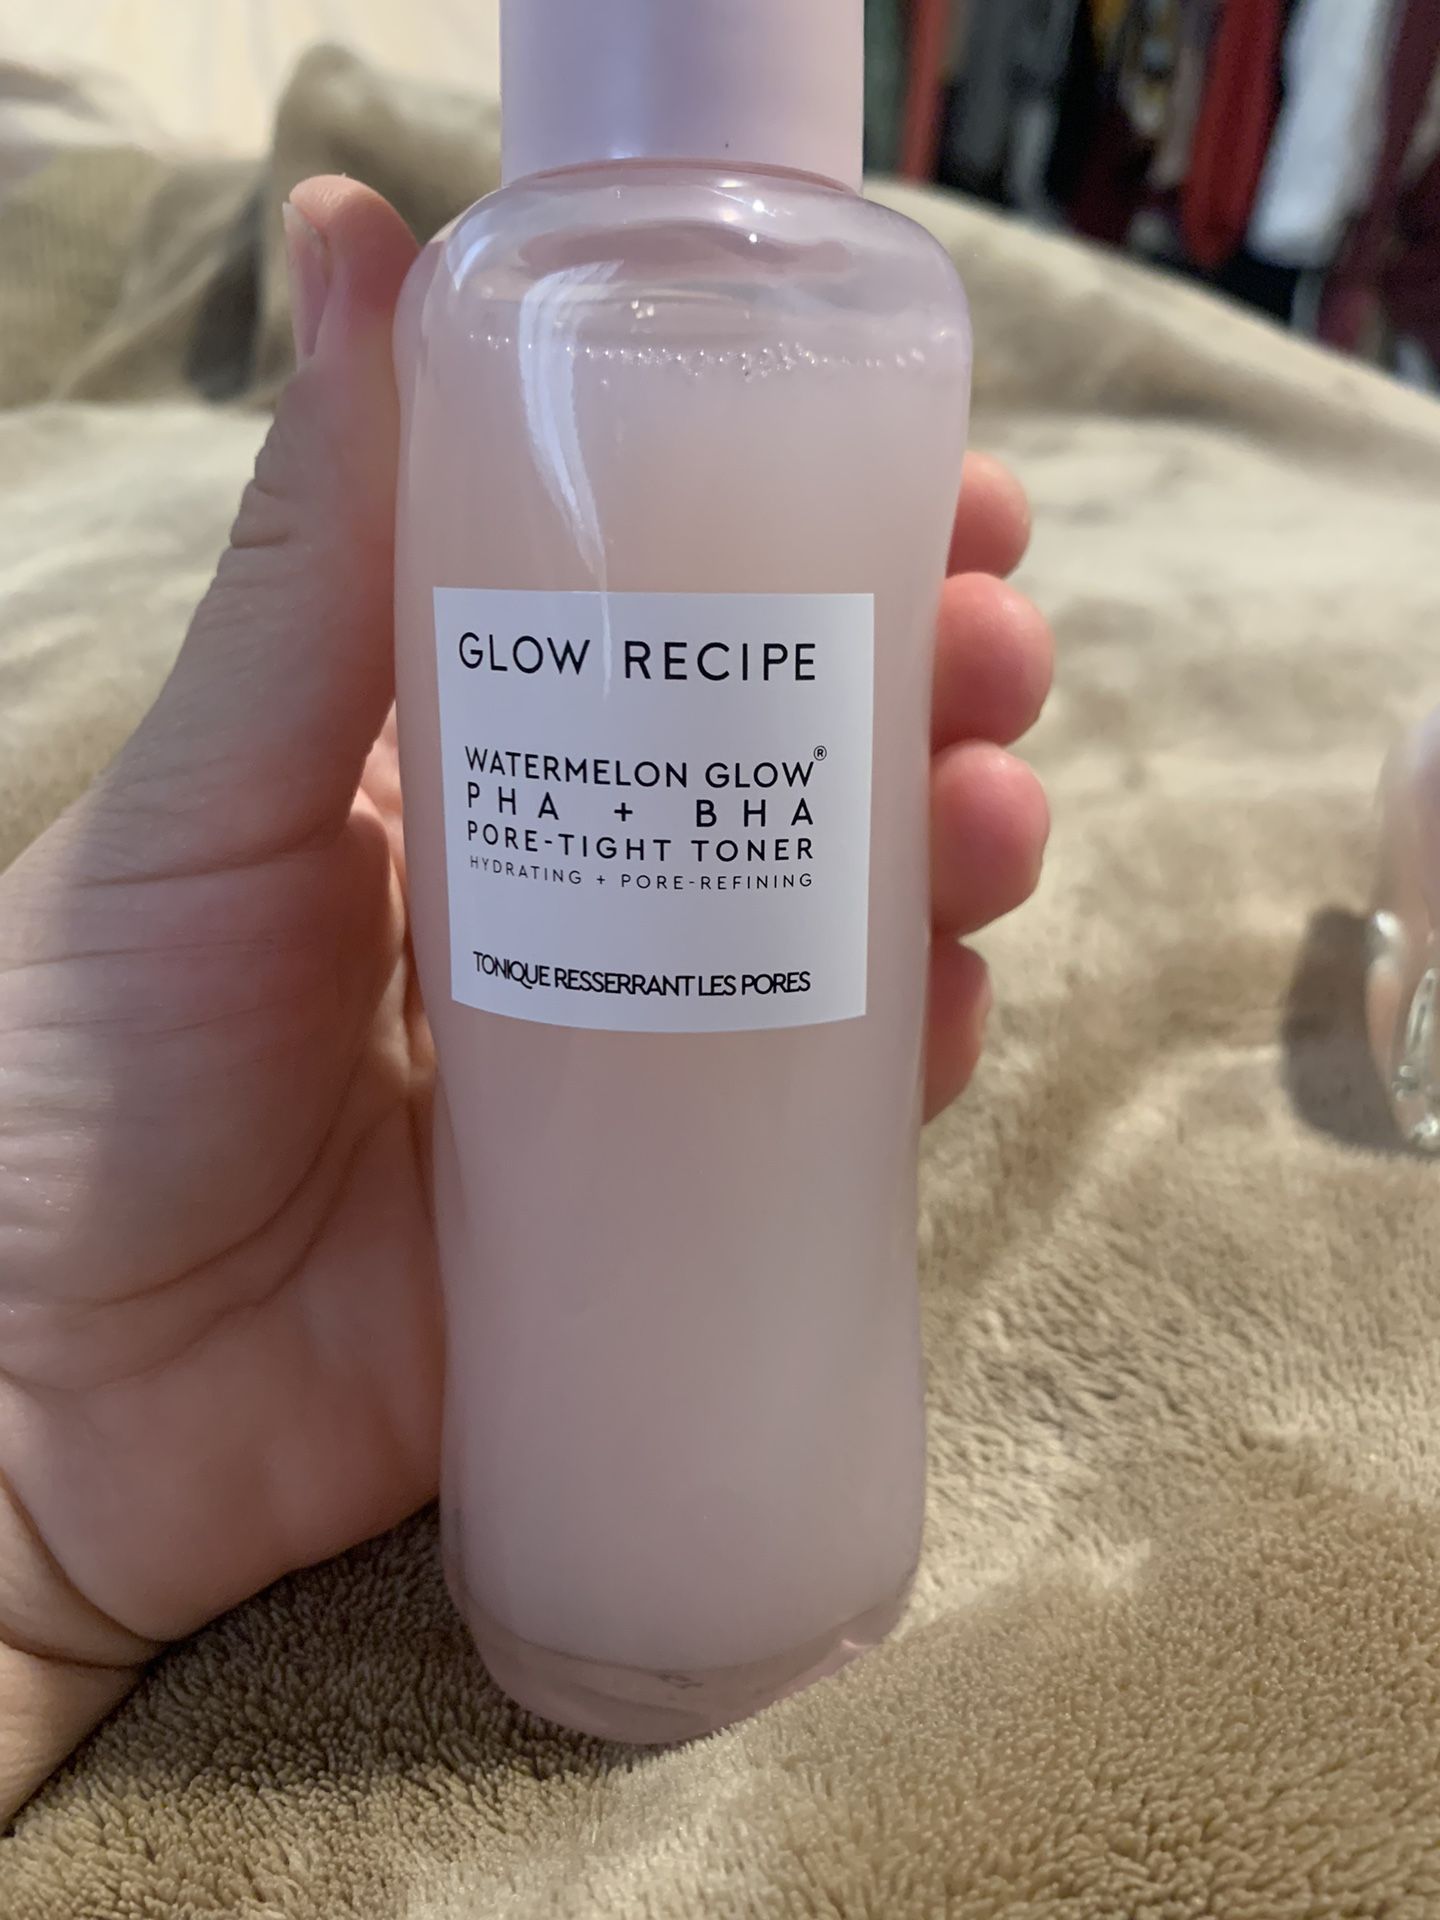 GLOW RECIPE
WATERMELON GLOW®
PHA + BHA
PORE-TIGHT TONER
HYDRATING + PORE-REFINING
TONIQUE RESSERRANT LES PORES